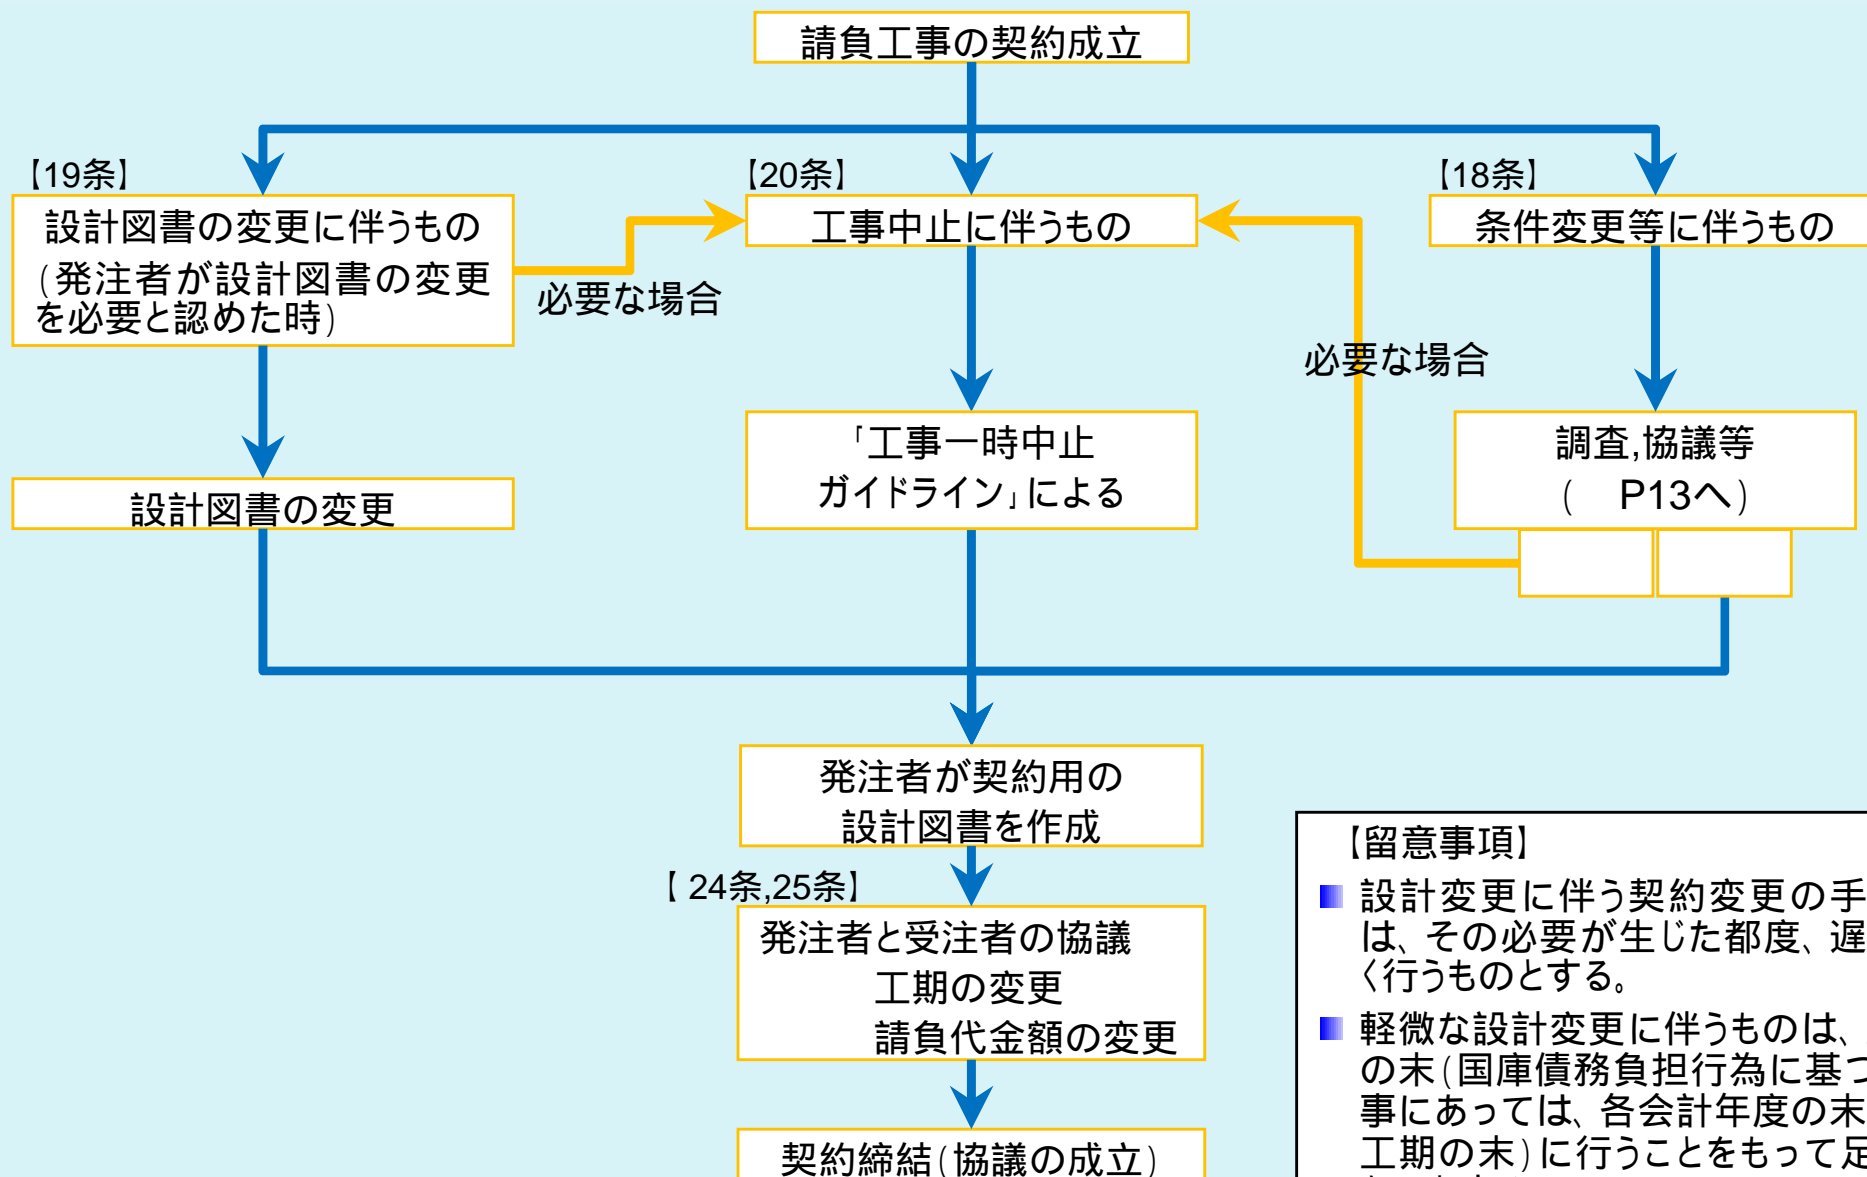 請負工事の契約成立
【19条】
設計図書の変更に伴うもの
(発注者が設計図書の変更
を必要と認めた時)
必要な場合
設計図書の変更
【20条】
工事中止に伴うもの
「工事一時中止
ガイドライン」による
【18条】
条件変更等に伴うもの
必要な場合
調査,協議等
( P13へ)
発注者が契約用の
設計図書を作成
【 24条,25条】
発注者と受注者の協議
工期の変更
請負代金額の変更
契約締結(協議の成立)
【留意事項】
設計変更に伴う契約変更の手
は、その必要が生じた都度、遅
く行うものとする。
軽微な設計変更に伴うものは、
の末(国庫債務負担行為に基づ
事にあっては、各会計年度の末
工期の末)に行うことをもって足